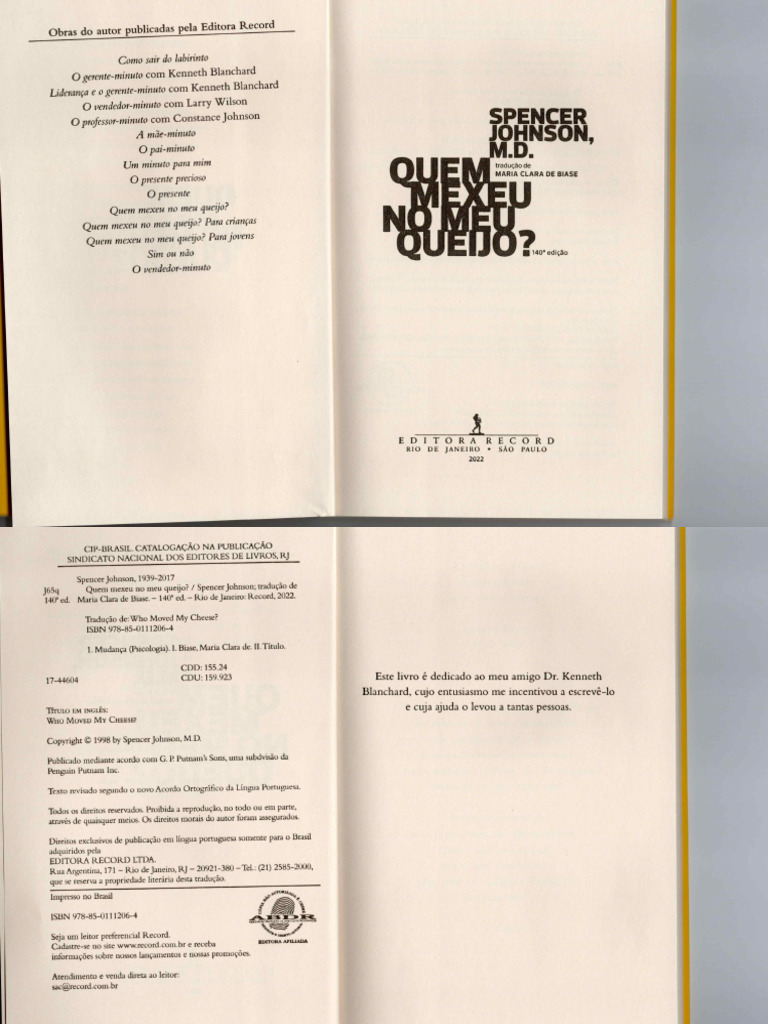 Obras do autor publicadas pela Editora Record
Como sair do labirinto
O gerente-minuto com Kenneth Blanchard
Liderança e o gerente-minuto com Kenneth Blanchard
O vendedor-minuto com Larry Wilson
O professor-minuto com Constance Johnson
A mãe-minuto
O pai-minuto
Um minuto para mim
O presente precioso
O presente
Quem mexeu no meu queijo?
Quem mexeu no meu queijo? Para crianças
Quem mexeu no meu queijo? Para jovens
Sim ou não
O vendedor-minuto
SPENCER
JOHNSON,
M.D.
tradução de
MARIA CLARA DE BIASE
QUEM
MEXEU
NO MEU
QUEIJO?
140ª edição
EDITORA RECORD
RIO DE JANEIRO • SÃO PAULO
2022
CIP-BRASIL. CATALOGAÇÃO NA PUBLICAÇÃO
SINDICATO NACIONAL DOS EDITORES DE LIVROS, RJ
Spencer Johnson, 1939-2017
J65q Quem mexeu no meu queijo? / Spencer Johnson; tradução de
140ª ed. Maria Clara de Biase. – 140ª ed. – Rio de Janeiro: Record, 2022.
Tradução de: Who Moved My Cheese?
ISBN 978-85-0111206-4
1. Mudança (Psicologia). I. Biase, Maria Clara de. II. Título.
CDD: 155.24
17-44604 CDU: 159.923
TÍTULO EM INGLÊS:
WHO MOVED MY CHEESE?
Copyright © 1998 by Spencer Johnson, M.D.
Publicado mediante acordo com G. P. Putnam's Sons, uma subdivisão da
Penguin Putnam Inc.
Texto revisado segundo o novo Acordo Ortográfico da Língua Portuguesa.
Todos os direitos reservados. Proibida a reprodução, no todo ou em parte,
através de quaisquer meios. Os direitos morais do autor foram assegurados.
Direitos exclusivos de publicação em língua portuguesa somente para o Brasil
adquiridos pela
EDITORA RECORD LTDA.
Rua Argentina, 171 – Rio de Janeiro, RJ – 20921-380 – Tel.: (21) 2585-2000,
que se reserva a propriedade literária desta tradução.
Impresso no Brasil
ISBN 978-85-0111206-4
ABDR
EDITORA AFILIADA
Seja um leitor preferencial Record.
Cadastre-se no site www.record.com.br e receba
informações sobre nossos lançamentos e nossas promoções.
Atendimento e venda direta ao leitor:
sac@record.com.br
Este livro é dedicado ao meu amigo Dr. Kenneth
Blanchard, cujo entusiasmo me incentivou a escrevê-lo
e cuja ajuda o levou a tantas pessoas.